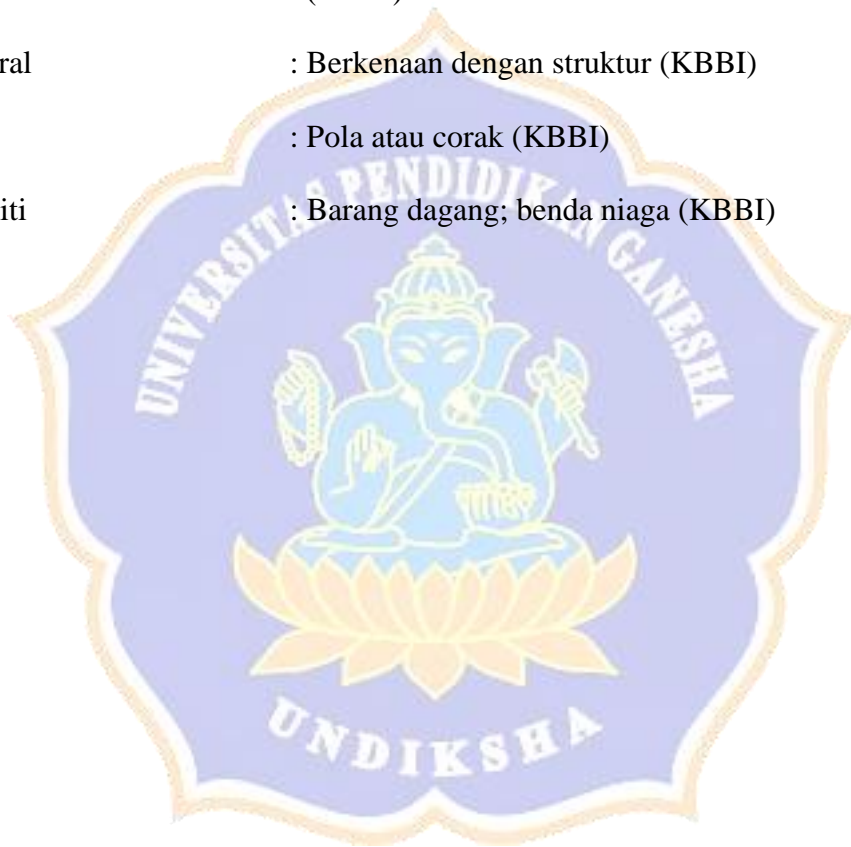 ral : Berkenaan dengan struktur (KBBI)
: Pola atau corak (KBBI)
iti : Barang dagang; benda niaga (KBBI)
UNIVERSITAS PENDIDIKAN GANESHA
UNDIKSHA